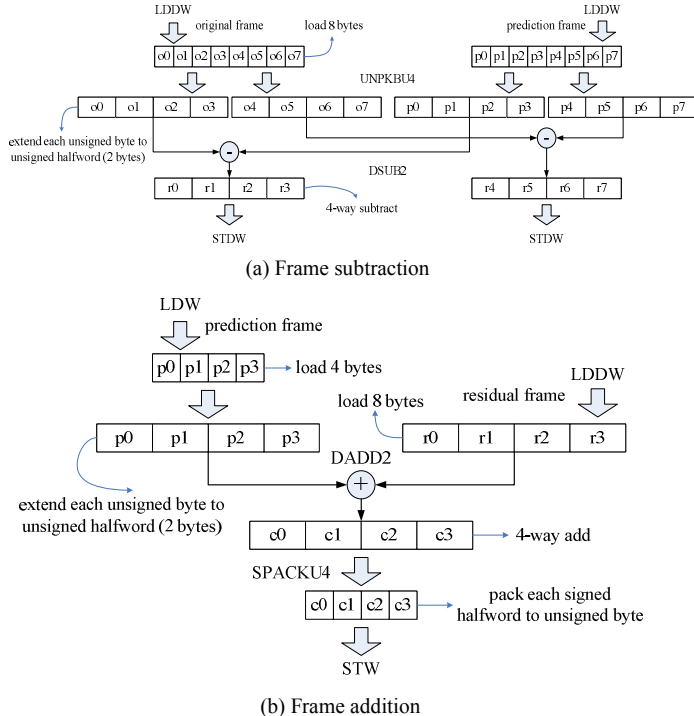 LDDW LDDW
original frame load 8 bytes prediction frame
o0 o1 o2 o3 o4 o5 o6 o7 p0 p1 p2 p3 p4 p5 p6 p7
UNPKBU4
o0 o1 o2 o3 o4 o5 o6 o7 p0 p1 p2 p3 p4 p5 p6 p7
extend each unsigned byte to
unsigned halfword (2 bytes)
- -
DSUB2
r0 r1 r2 r3 r4 r5 r6 r7
4-way subtract
STDW STDW
(a) Frame subtraction
LDW
prediction frame
p0 p1 p2 p3 load 4 bytes
LDDW
load 8 bytes residual frame
p0 p1 p2 p3 r0 r1 r2 r3
DADD2
+
extend each unsigned byte to
unsigned halfword (2 bytes)
c0 c1 c2 c3 4-way add
SPACKU4
c0 c1 c2 c3 pack each signed
halfword to unsigned byte
STW
(b) Frame addition